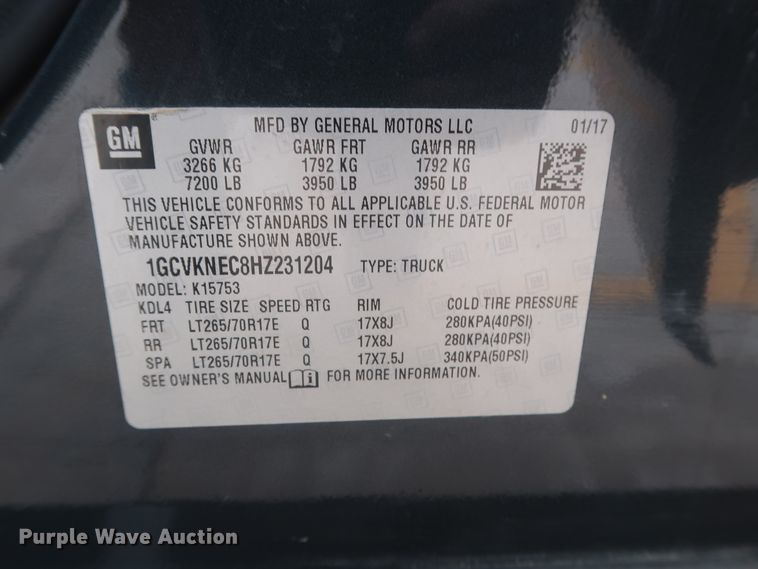 GM
MFD BY GENERAL MOTORS LLC 01/17
GVWR GAWR FRT GAWR RR
3266 KG 1792 KG 1792 KG
7200 LB 3950 LB 3950 LB
THIS VEHICLE CONFORMS TO ALL APPLICABLE U.S. FEDERAL MOTOR
VEHICLE SAFETY STANDARDS IN EFFECT ON THE DATE OF
MANUFACTURE SHOWN ABOVE.
1GCVKNEC8HZ231204 TYPE: TRUCK
MODEL: K15753
KDL4 TIRE SIZE SPEED RTG RIM COLD TIRE PRESSURE
FRT LT265/70R17E Q 17X8J 280KPA(40PSI)
RR LT265/70R17E Q 17X8J 280KPA(40PSI)
SPA LT265/70R17E Q 17X7.5J 340KPA(50PSI)
SEE OWNER'S MANUAL FOR MORE INFORMATION.
Purple Wave Auction